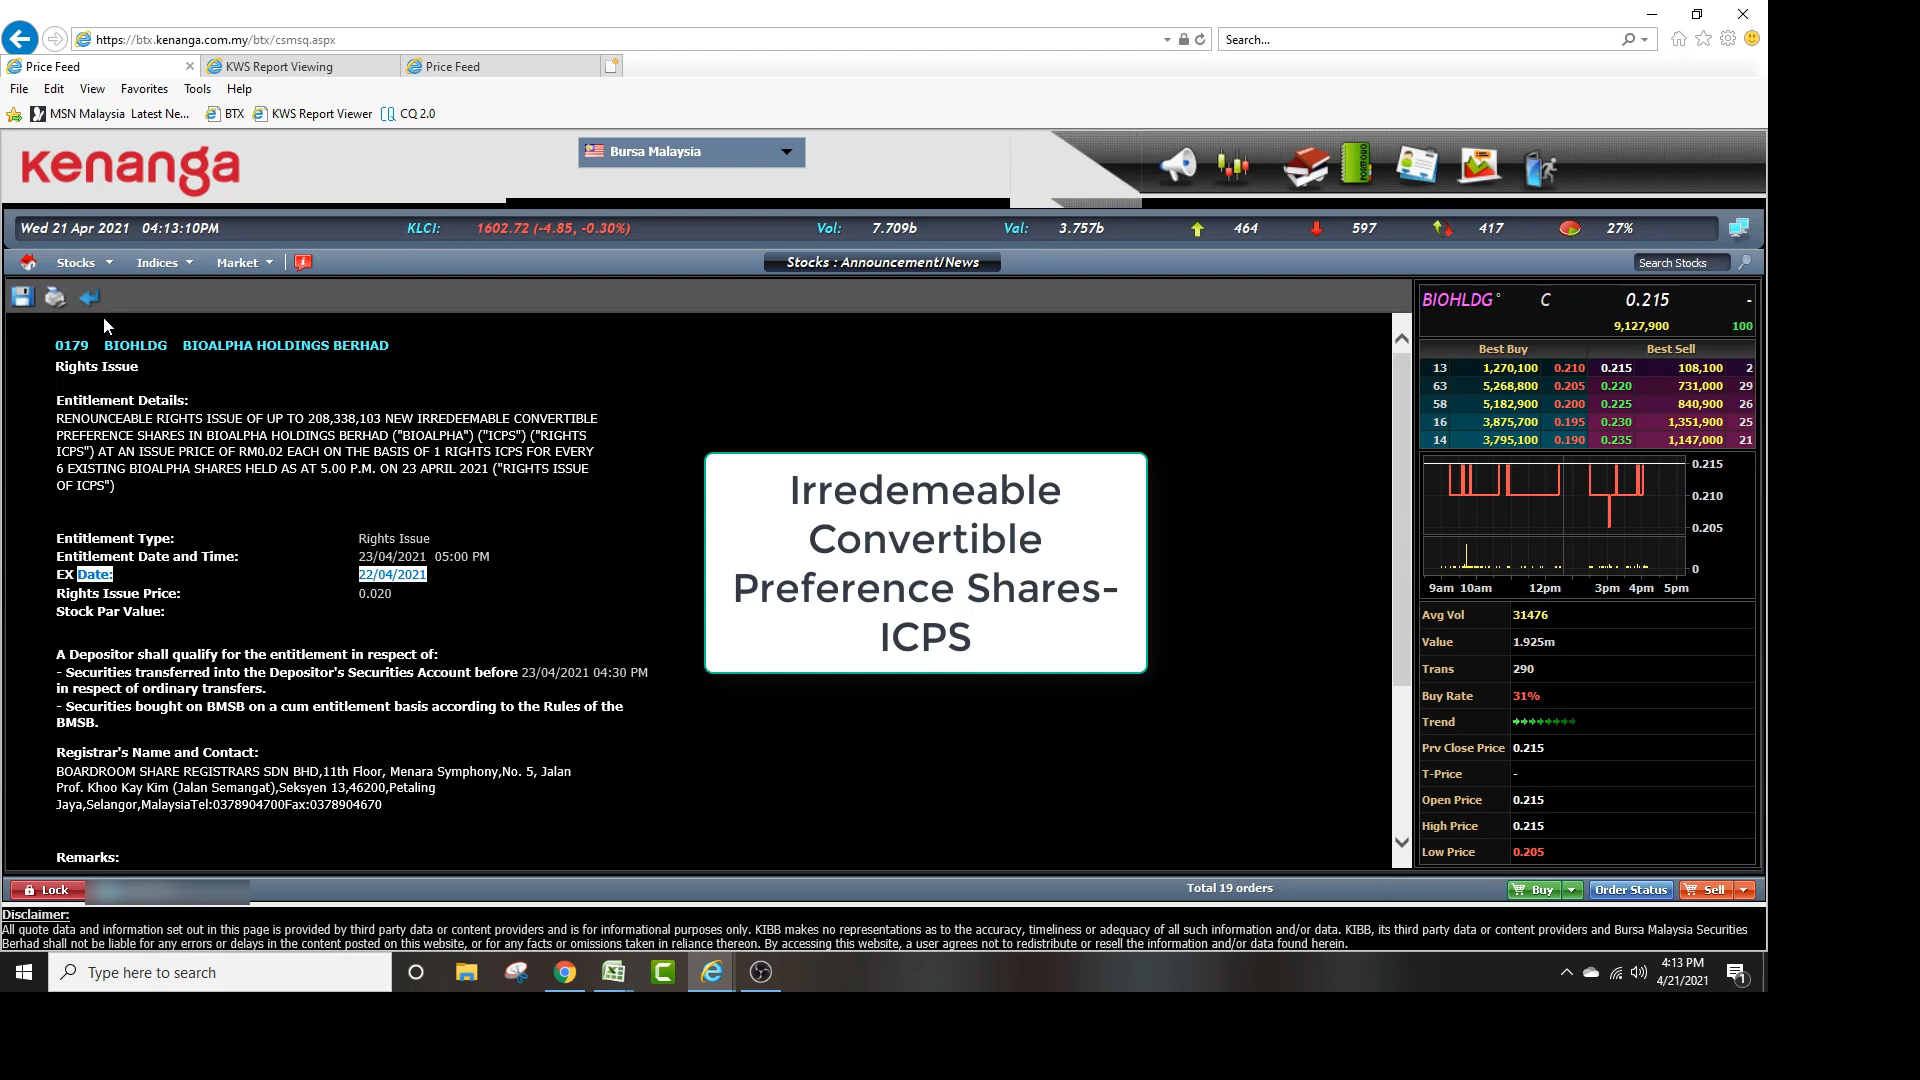 https://btx.kenanga.com.my/btx/csmsq.aspx
Search...
Price Feed
KWS Report Viewing
Price Feed
File Edit View Favorites Tools Help
MSN Malaysia Latest Ne... BTX KWS Report Viewer CQ 2.0
kenanga
Bursa Malaysia
PORTFOLIO
Wed 21 Apr 2021 04:13:10PM KLCI: 1602.72 (-4.85, -0.30%) Vol: 7.709b Val: 3.757b 464 597 417 27%
Stocks Indices Market
Stocks : Announcement/News
Search Stocks
0179 BIOHLDG BIOALPHA HOLDINGS BERHAD
Rights Issue
Entitlement Details:
RENOUNCEABLE RIGHTS ISSUE OF UP TO 208,338,103 NEW IRREDEEMABLE CONVERTIBLE
PREFERENCE SHARES IN BIOALPHA HOLDINGS BERHAD ("BIOALPHA") ("ICPS") ("RIGHTS
ICPS") AT AN ISSUE PRICE OF RM0.02 EACH ON THE BASIS OF 1 RIGHTS ICPS FOR EVERY
6 EXISTING BIOALPHA SHARES HELD AS AT 5.00 P.M. ON 23 APRIL 2021 ("RIGHTS ISSUE
OF ICPS")
Entitlement Type: Rights Issue
Entitlement Date and Time: 23/04/2021 05:00 PM
EX Date: 22/04/2021
Rights Issue Price: 0.020
Stock Par Value:
A Depositor shall qualify for the entitlement in respect of:
- Securities transferred into the Depositor's Securities Account before 23/04/2021 04:30 PM
in respect of ordinary transfers.
- Securities bought on BMSB on a cum entitlement basis according to the Rules of the
BMSB.
Registrar's Name and Contact:
BOARDROOM SHARE REGISTRARS SDN BHD,11th Floor, Menara Symphony,No. 5, Jalan
Prof. Khoo Kay Kim (Jalan Semangat),Seksyen 13,46200,Petaling
Jaya,Selangor,MalaysiaTel:0378904700Fax:0378904670
Remarks:
Irredemeable
Convertible
Preference Shares-
ICPS
BIOHLDG° C 0.215 -
9,127,900 100
Best Buy Best Sell
13 1,270,100 0.210 0.215 108,100 2
63 5,268,800 0.205 0.220 731,000 29
58 5,182,900 0.200 0.225 840,900 26
16 3,875,700 0.195 0.230 1,351,900 25
14 3,795,100 0.190 0.235 1,147,000 21
0.215
0.210
0.205
0
9am 10am 12pm 3pm 4pm 5pm
Avg Vol 31476
Value 1.925m
Trans 290
Buy Rate 31%
Trend
Prv Close Price 0.215
T-Price -
Open Price 0.215
High Price 0.215
Low Price 0.205
Lock
Total 19 orders
Buy Order Status Sell
Disclaimer:
All quote data and information set out in this page is provided by third party data or content providers and is for informational purposes only. KIBB makes no representations as to the accuracy, timeliness or adequacy of all such information and/or data. KIBB, its third party data or content providers and Bursa Malaysia Securities
Berhad shall not be liable for any errors or delays in the content posted on this website, or for any facts or omissions taken in reliance thereon. By accessing this website, a user agrees not to redistribute or resell the information and/or data found herein.
Type here to search
4:13 PM
4/21/2021
1